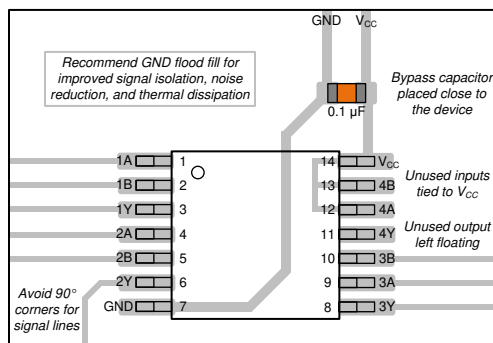 GND VCC
Recommend GND flood fill for
improved signal isolation, noise
reduction, and thermal dissipation
Bypass capacitor
placed close to
the device
0.1 µF
1A 1 14 VCC
1B 2 13 4B
1Y 3 12 4A
2A 4 11 4Y
2B 5 10 3B
2Y 6 9 3A
GND 7 8 3Y
Unused inputs
tied to VCC
Unused output
left floating
Avoid 90°
corners for
signal lines